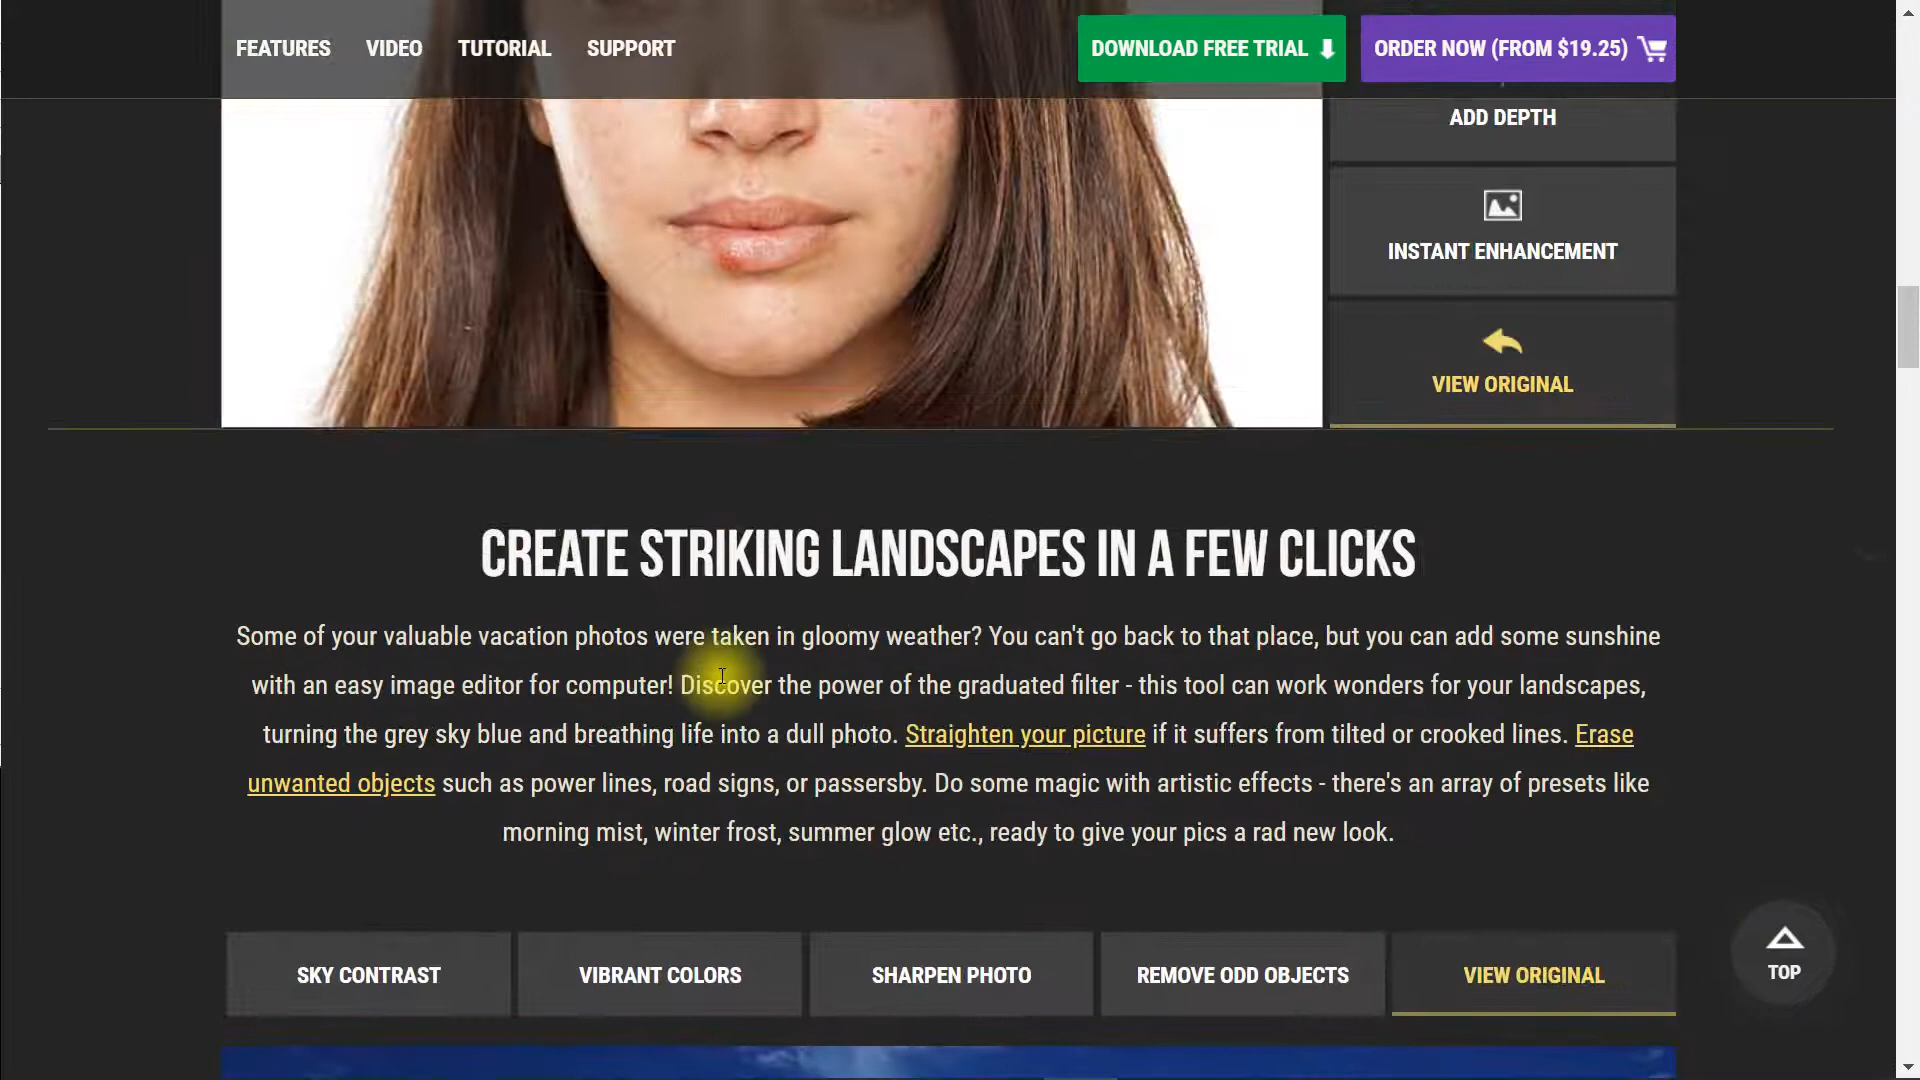 FEATURES VIDEO TUTORIAL SUPPORT DOWNLOAD FREE TRIAL ORDER NOW (FROM $19.25)
ADD DEPTH
INSTANT ENHANCEMENT
VIEW ORIGINAL
CREATE STRIKING LANDSCAPES IN A FEW CLICKS
Some of your valuable vacation photos were taken in gloomy weather? You can't go back to that place, but you can add some sunshine
with an easy image editor for computer! Discover the power of the graduated filter - this tool can work wonders for your landscapes,
turning the grey sky blue and breathing life into a dull photo. Straighten your picture if it suffers from tilted or crooked lines. Erase
unwanted objects such as power lines, road signs, or passersby. Do some magic with artistic effects - there's an array of presets like
morning mist, winter frost, summer glow etc., ready to give your pics a rad new look.
SKY CONTRAST VIBRANT COLORS SHARPEN PHOTO REMOVE ODD OBJECTS VIEW ORIGINAL
TOP